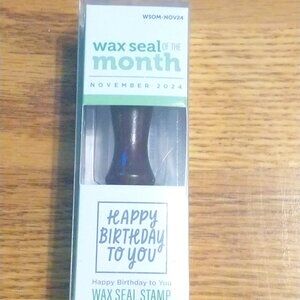 WSOM-NOV24
wax seal OF THE
month
NOVEMBER 2024
HAPPY
BIRTHDAY
TO YOU
Happy Birthday to You
WAX SEAL STAMP